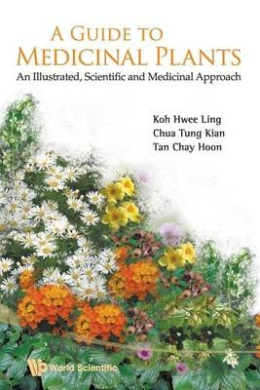 A GUIDE TO
MEDICINAL PLANTS
An Illustrated, Scientific and Medicinal Approach
Koh Hwee Ling
Chua Tung Kian
Tan Chay Hoon
World Scientific